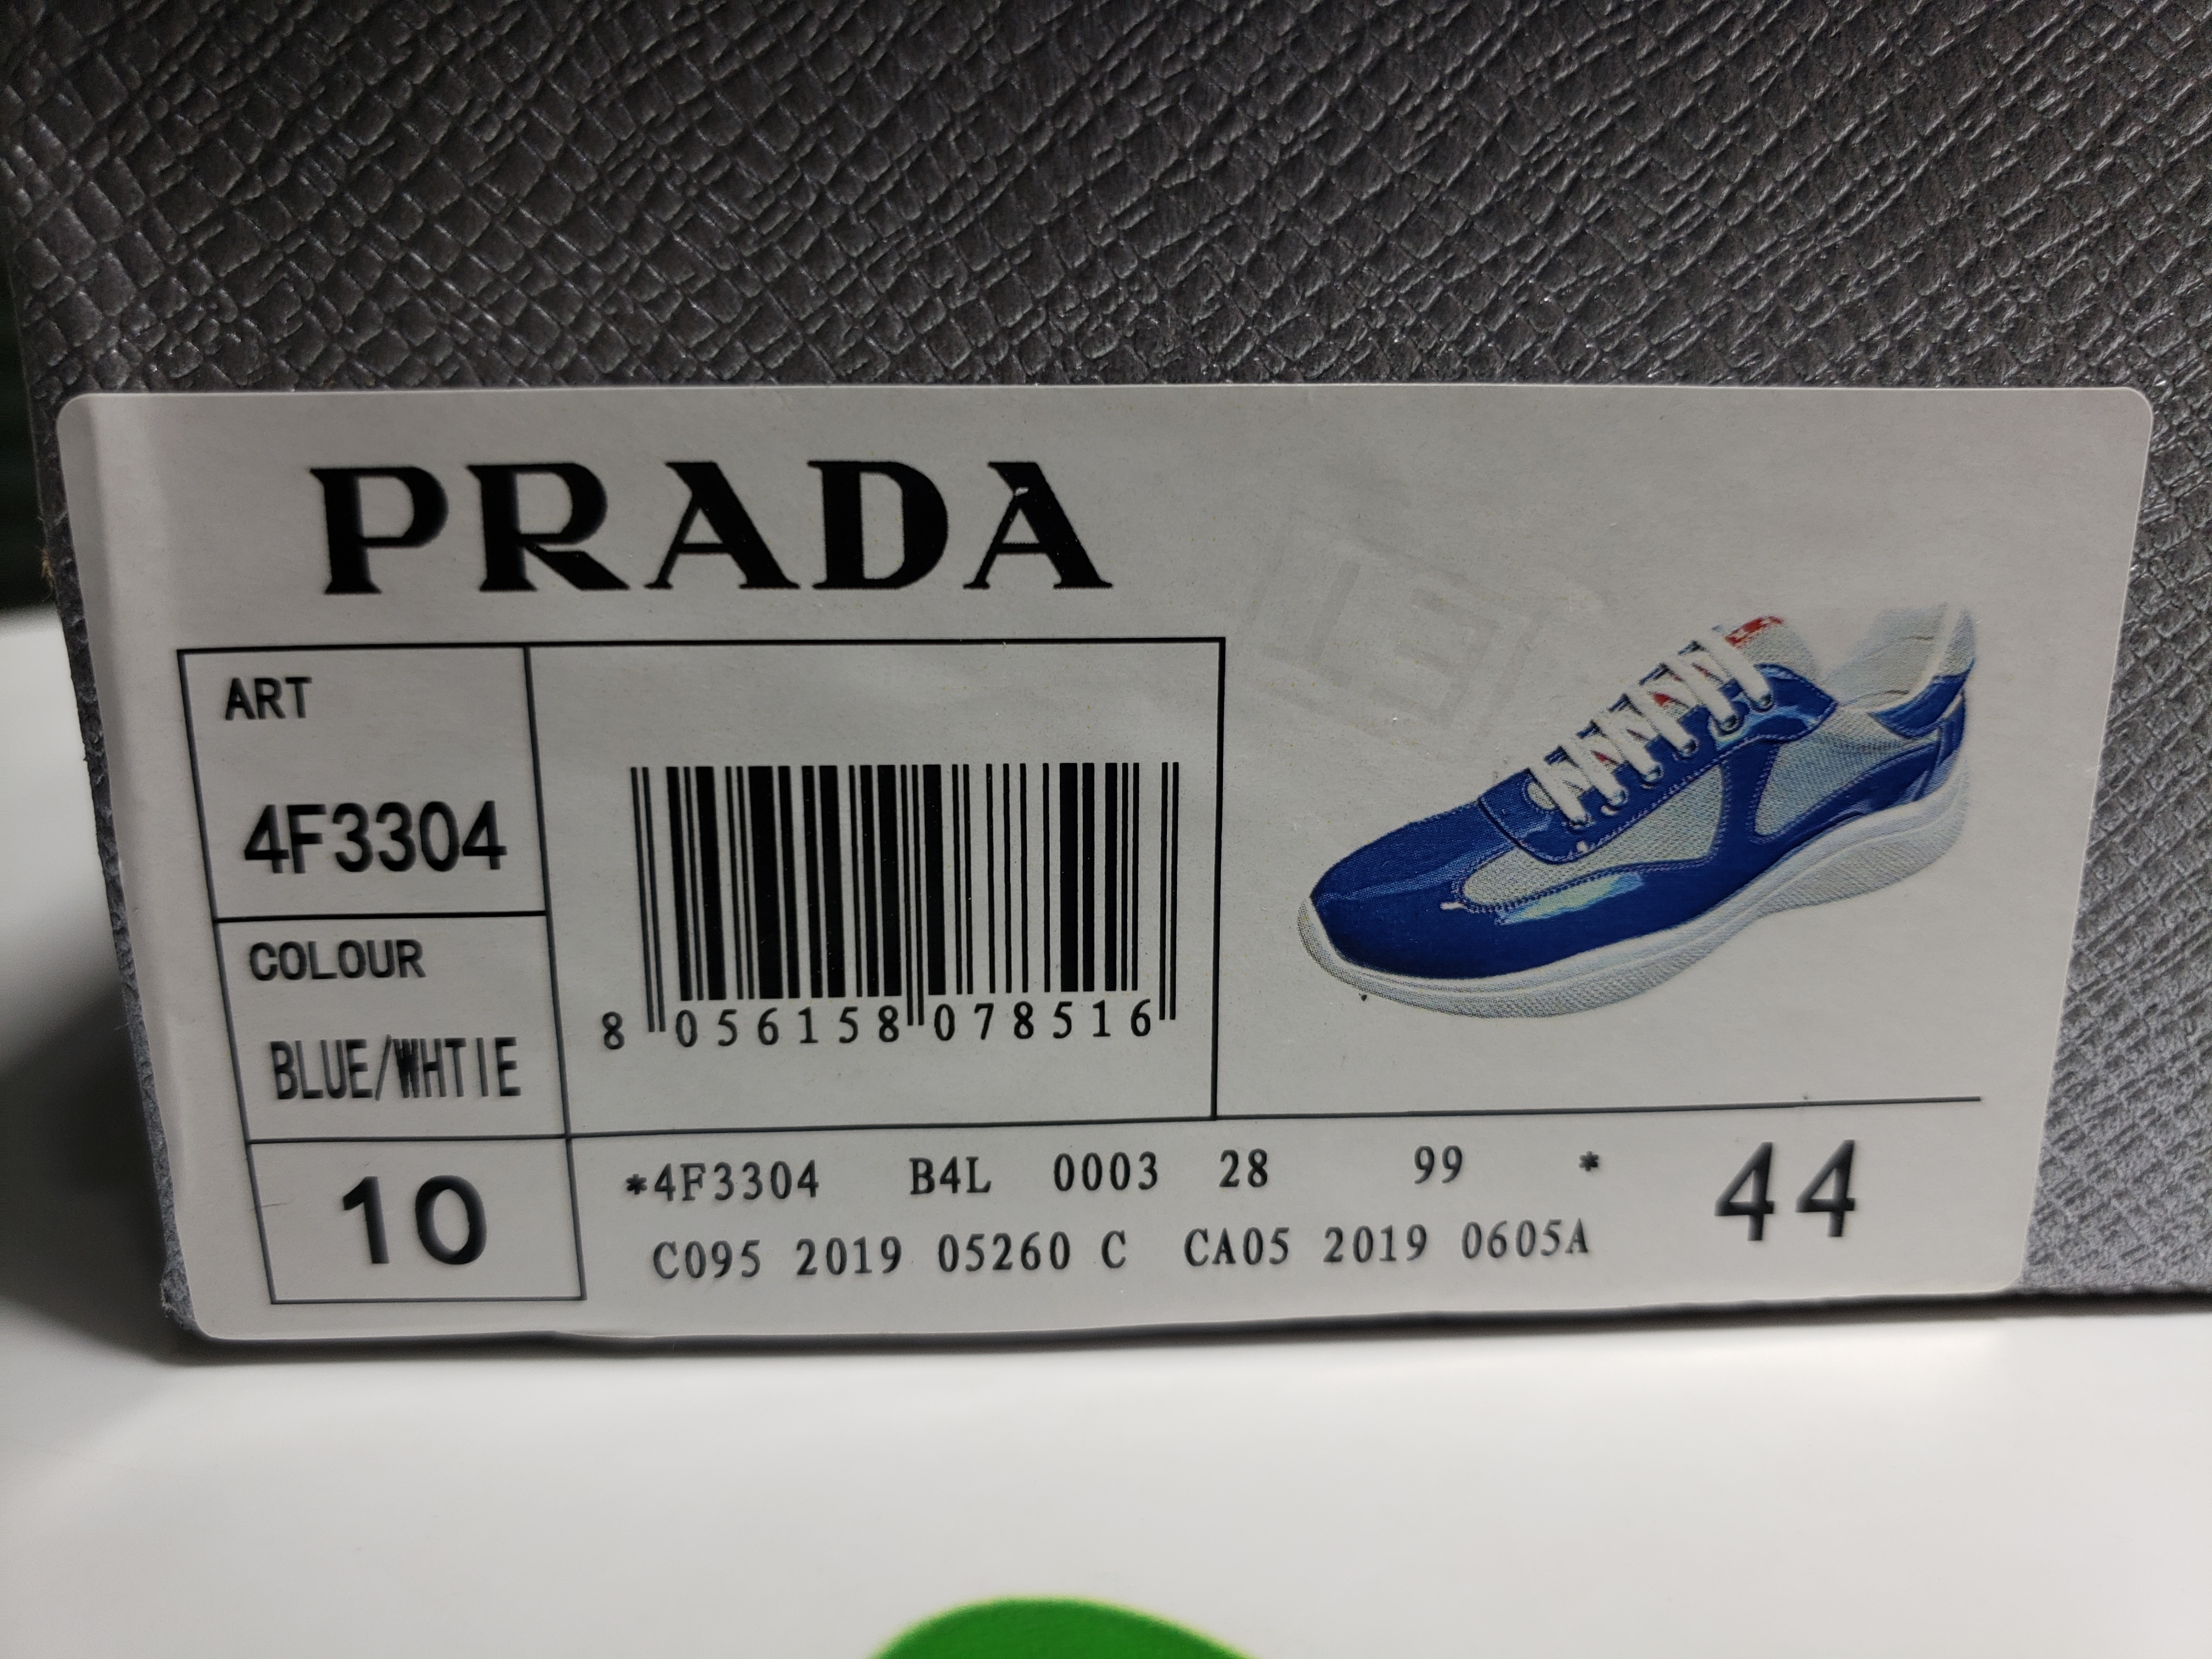 PRADA
ART
4F3304
COLOUR
BLUE/WHTIE
10
8 056158 078516
*4F3304 B4L 0003 28 99 *
C095 2019 05260 C CA05 2019 0605A
44